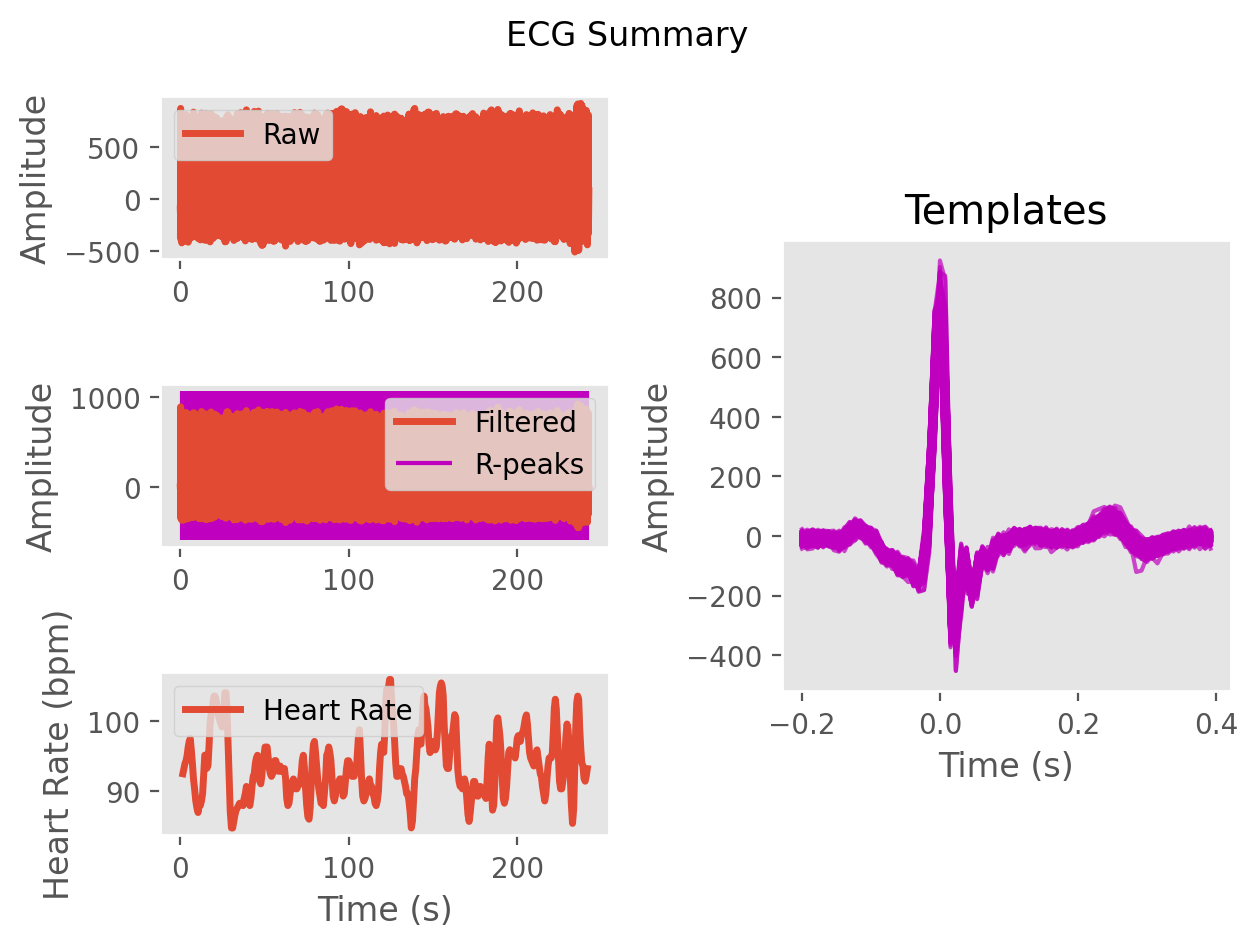 ECG Summary
Amplitude
500
0
−500
Raw
0
100
200
Amplitude
1000
0
Filtered
R-peaks
0
100
200
Heart Rate (bpm)
100
90
Heart Rate
0
100
200
Time (s)
Templates
Amplitude
800
600
400
200
0
−200
−400
−0.2
0.0
0.2
0.4
Time (s)